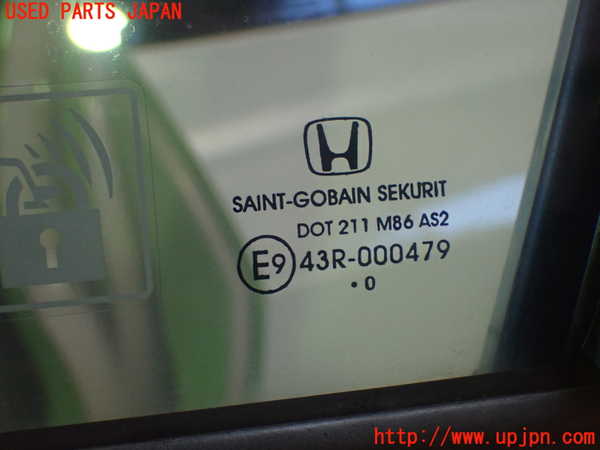 USED PARTS JAPAN
SAINT-GOBAIN SEKURIT
DOT 211 M86 AS2
E9 43R-000479
• 0
http://www.upjpn.com/